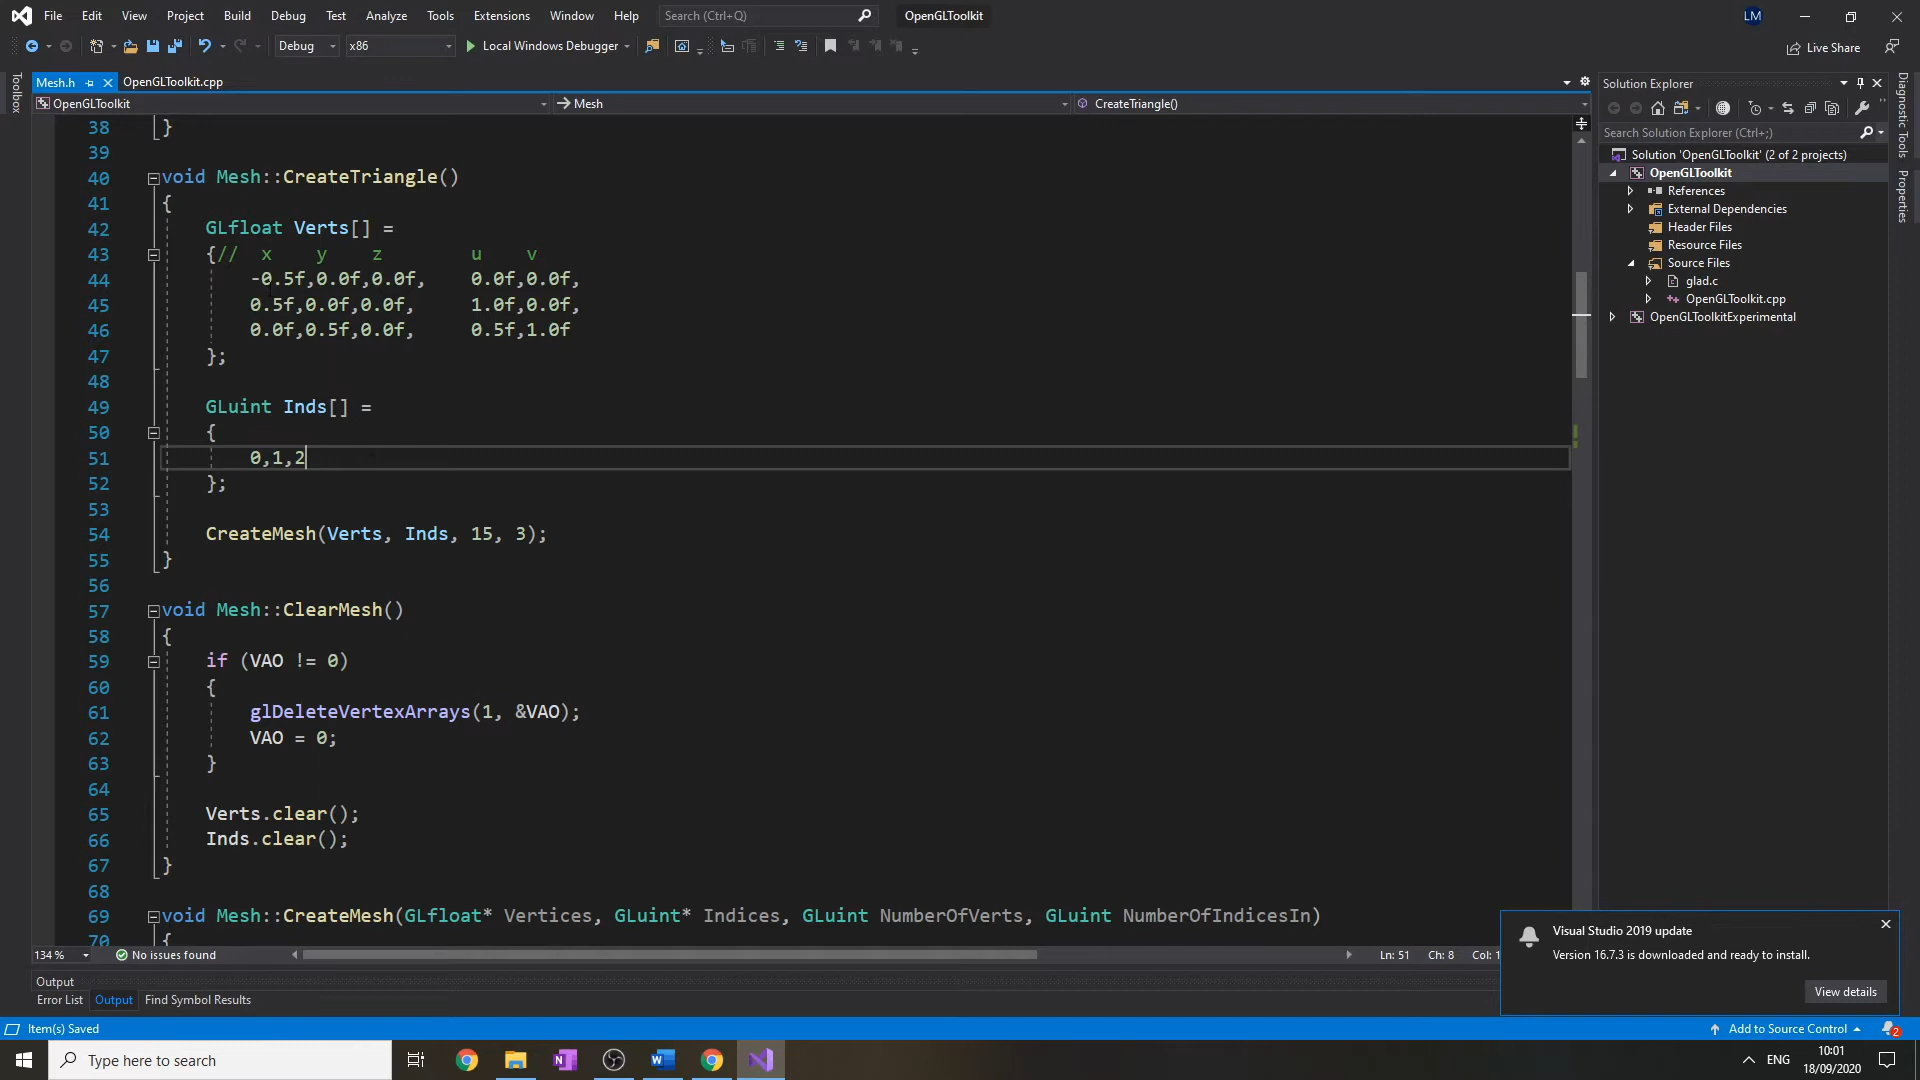 File Edit View Project Build Debug Test Analyze Tools Extensions Window Help Search (Ctrl+Q) OpenGLToolkit LM
Debug x86 Local Windows Debugger Live Share
Toolbox
Mesh.h OpenGLToolkit.cpp
OpenGLToolkit Mesh CreateTriangle()
38 }
39
40 void Mesh::CreateTriangle()
41 {
42 GLfloat Verts[] =
43 {// x y z u v
44 -0.5f,0.0f,0.0f, 0.0f,0.0f,
45 0.5f,0.0f,0.0f, 1.0f,0.0f,
46 0.0f,0.5f,0.0f, 0.5f,1.0f
47 };
48
49 GLuint Inds[] =
50 {
51 0,1,2
52 };
53
54 CreateMesh(Verts, Inds, 15, 3);
55 }
56
57 void Mesh::ClearMesh()
58 {
59 if (VAO != 0)
60 {
61 glDeleteVertexArrays(1, &VAO);
62 VAO = 0;
63 }
64
65 Verts.clear();
66 Inds.clear();
67 }
68
69 void Mesh::CreateMesh(GLfloat* Vertices, GLuint* Indices, GLuint NumberOfVerts, GLuint NumberOfIndicesIn)
70 {
134 % No issues found Ln: 51 Ch: 8 Col: 1
Output
Error List Output Find Symbol Results
Solution Explorer
Search Solution Explorer (Ctrl+;)
Solution 'OpenGLToolkit' (2 of 2 projects)
OpenGLToolkit
References
External Dependencies
Header Files
Resource Files
Source Files
glad.c
OpenGLToolkit.cpp
OpenGLToolkitExperimental
Diagnostic Tools
Properties
Visual Studio 2019 update
Version 16.7.3 is downloaded and ready to install.
View details
Item(s) Saved Add to Source Control 2
Type here to search ENG 10:01
18/09/2020